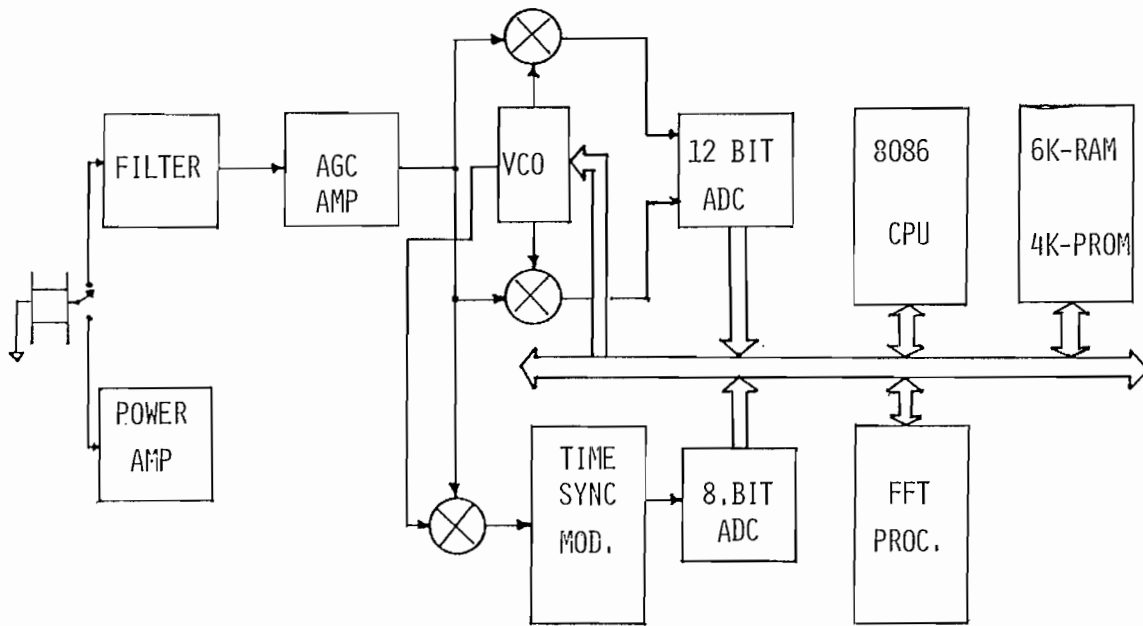 FILTER
AGC
AMP
VCO
12 BIT
ADC
8086
CPU
6K-RAM
4K-PROM
POWER
AMP
TIME
SYNC
MOD.
8.BIT
ADC
FFT
PROC.